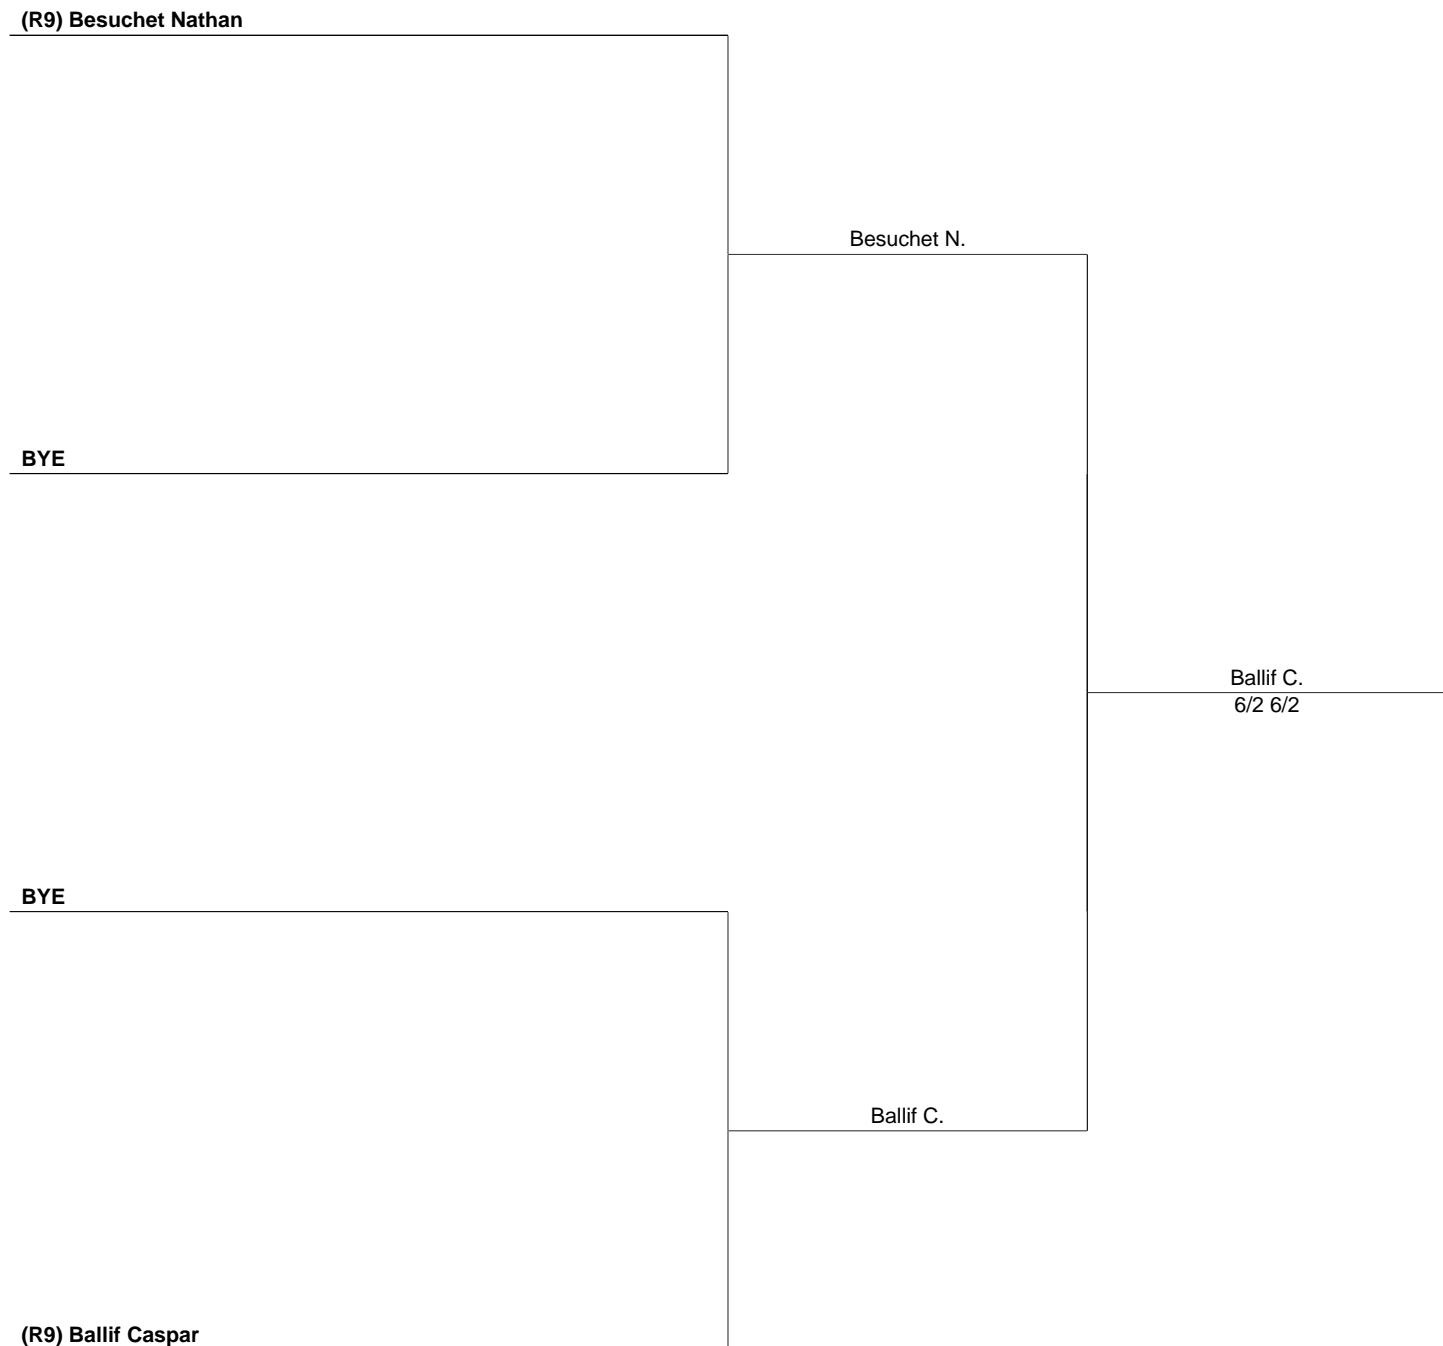 (R9) Besuchet Nathan
Besuchet N.
BYE
Ballif C.
6/2 6/2
BYE
Ballif C.
(R9) Ballif Caspar